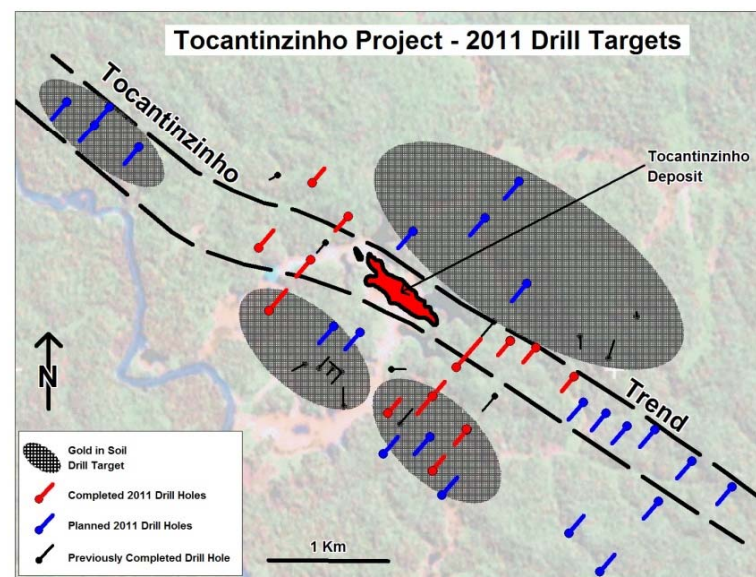 Tocantinzinho Project - 2011 Drill Targets
Tocantinzinho
Tocantinzinho
Deposit
N
Trend
Gold in Soil
Drill Target
Completed 2011 Drill Holes
Planned 2011 Drill Holes
Previously Completed Drill Hole
1 Km